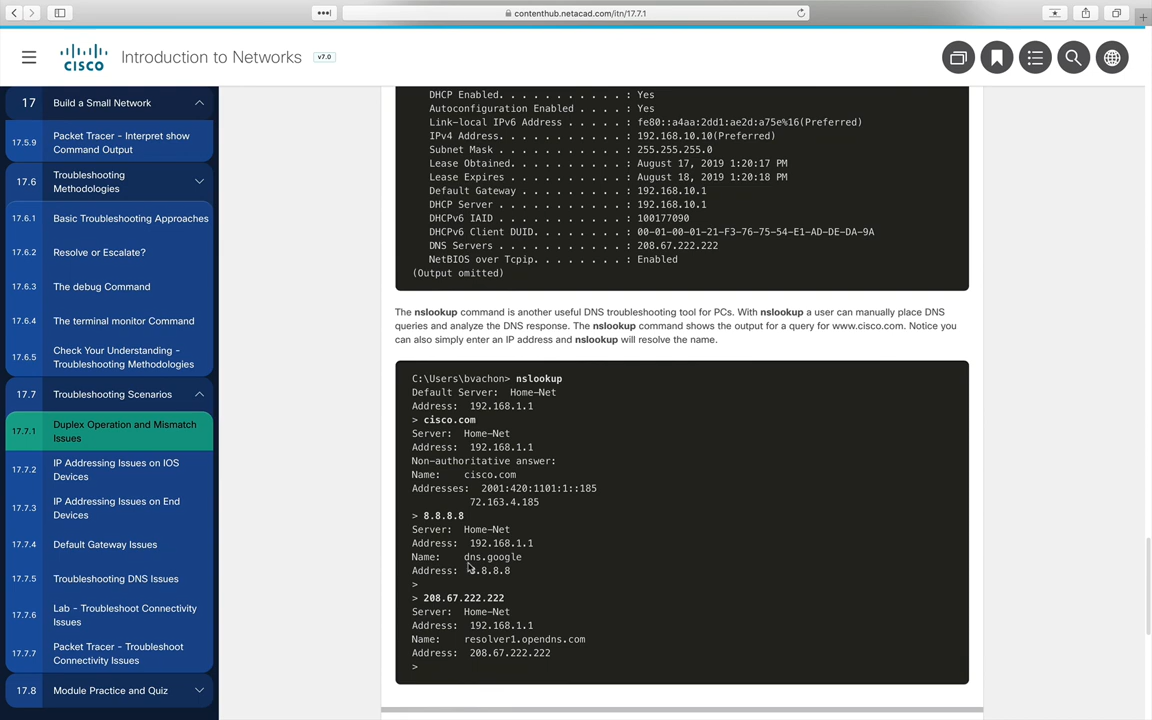 contenthub.netacad.com/itn/17.7.1
CISCO
Introduction to Networks
v7.0
17 Build a Small Network
17.5.9 Packet Tracer - Interpret show Command Output
17.6 Troubleshooting Methodologies
17.6.1 Basic Troubleshooting Approaches
17.6.2 Resolve or Escalate?
17.6.3 The debug Command
17.6.4 The terminal monitor Command
17.6.5 Check Your Understanding - Troubleshooting Methodologies
17.7 Troubleshooting Scenarios
17.7.1 Duplex Operation and Mismatch Issues
17.7.2 IP Addressing Issues on IOS Devices
17.7.3 IP Addressing Issues on End Devices
17.7.4 Default Gateway Issues
17.7.5 Troubleshooting DNS Issues
17.7.6 Lab - Troubleshoot Connectivity Issues
17.7.7 Packet Tracer - Troubleshoot Connectivity Issues
17.8 Module Practice and Quiz
DHCP Enabled. . . . . . . . . . . : Yes
Autoconfiguration Enabled . . . . : Yes
Link-local IPv6 Address . . . . . : fe80::a4aa:2dd1:ae2d:a75e%16(Preferred)
IPv4 Address. . . . . . . . . . . : 192.168.10.10(Preferred)
Subnet Mask . . . . . . . . . . . : 255.255.255.0
Lease Obtained. . . . . . . . . . : August 17, 2019 1:20:17 PM
Lease Expires . . . . . . . . . . : August 18, 2019 1:20:18 PM
Default Gateway . . . . . . . . . : 192.168.10.1
DHCP Server . . . . . . . . . . . : 192.168.10.1
DHCPv6 IAID . . . . . . . . . . . : 100177090
DHCPv6 Client DUID. . . . . . . . : 00-01-00-01-21-F3-76-75-54-E1-AD-DE-DA-9A
DNS Servers . . . . . . . . . . . : 208.67.222.222
NetBIOS over Tcpip. . . . . . . . : Enabled
(Output omitted)
The nslookup command is another useful DNS troubleshooting tool for PCs. With nslookup a user can manually place DNS
queries and analyze the DNS response. The nslookup command shows the output for a query for www.cisco.com. Notice you
can also simply enter an IP address and nslookup will resolve the name.
C:\Users\bvachon> nslookup
Default Server: Home-Net
Address: 192.168.1.1
> cisco.com
Server: Home-Net
Address: 192.168.1.1
Non-authoritative answer:
Name: cisco.com
Addresses: 2001:420:1101:1::185
72.163.4.185
> 8.8.8.8
Server: Home-Net
Address: 192.168.1.1
Name: dns.google
Address: 8.8.8.8
>
> 208.67.222.222
Server: Home-Net
Address: 192.168.1.1
Name: resolver1.opendns.com
Address: 208.67.222.222
>